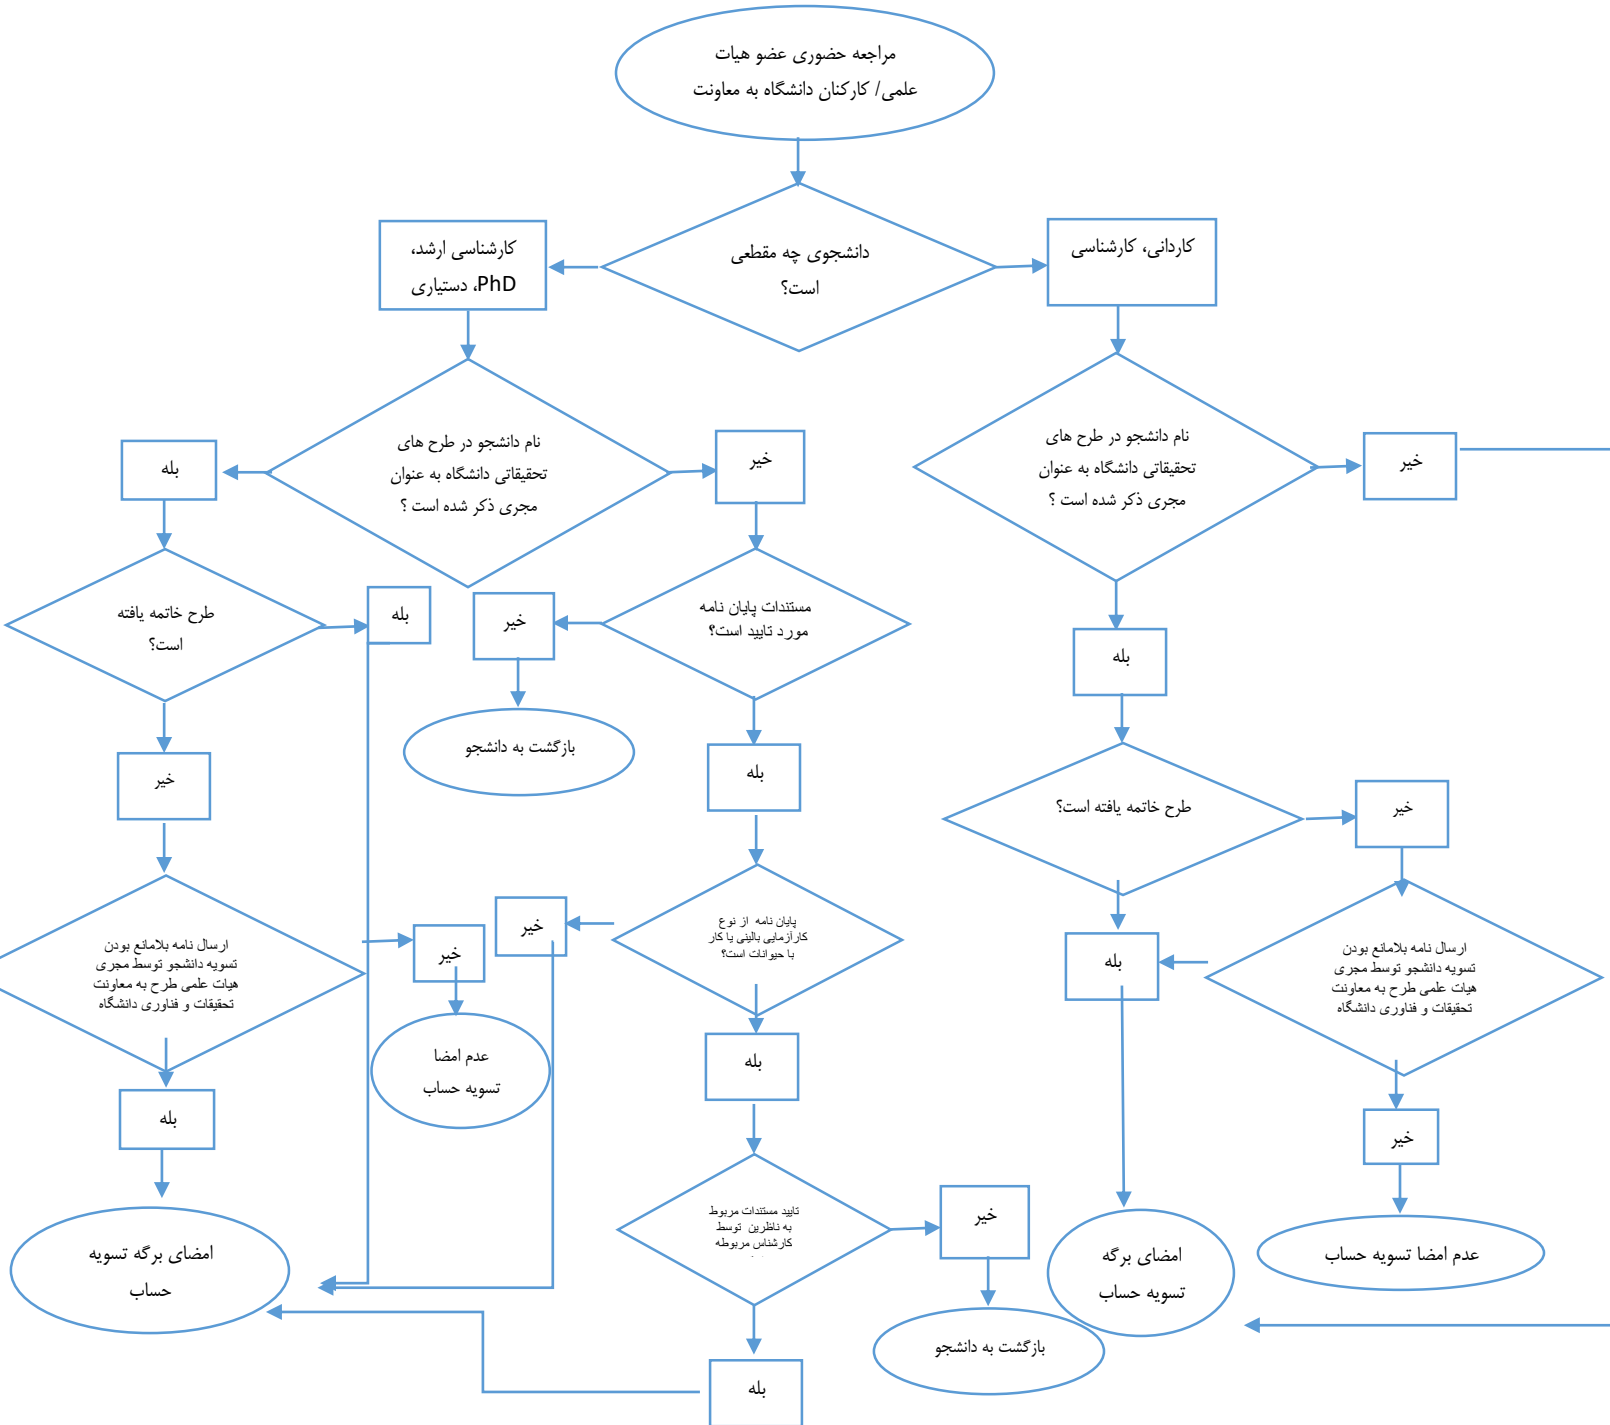 مراجعه حضوری عضو هیات
علمی/ کارکنان دانشگاه به معاونت
دانشجوی چه مقطعی
است؟
کاردانی، کارشناسی
کارشناسی ارشد،
PhD، دستیاری
نام دانشجو در طرح های
تحقیقاتی دانشگاه به عنوان
مجری ذکر شده است ؟
خیر
بله
طرح خاتمه یافته است؟
خیر
بله
ارسال نامه بلامانع بودن
تسویه دانشجو توسط مجری
هیات علمی طرح به معاونت
تحقیقات و فناوری دانشگاه
خیر
عدم امضا تسویه حساب
امضای برگه
تسویه حساب
نام دانشجو در طرح های
تحقیقاتی دانشگاه به عنوان
مجری ذکر شده است ؟
خیر
مستندات پایان نامه
مورد تایید است؟
خیر
بازگشت به دانشجو
بله
پایان نامه از نوع
کارآزمایی بالینی یا کار
با حیوانات است؟
خیر
بله
تایید مستندات مربوط
به ناظرین توسط
کارشناس مربوطه
خیر
بازگشت به دانشجو
بله
بله
طرح خاتمه یافته
است؟
بله
خیر
ارسال نامه بلامانع بودن
تسویه دانشجو توسط مجری
هیات علمی طرح به معاونت
تحقیقات و فناوری دانشگاه
خیر
عدم امضا
تسویه حساب
بله
امضای برگه تسویه
حساب